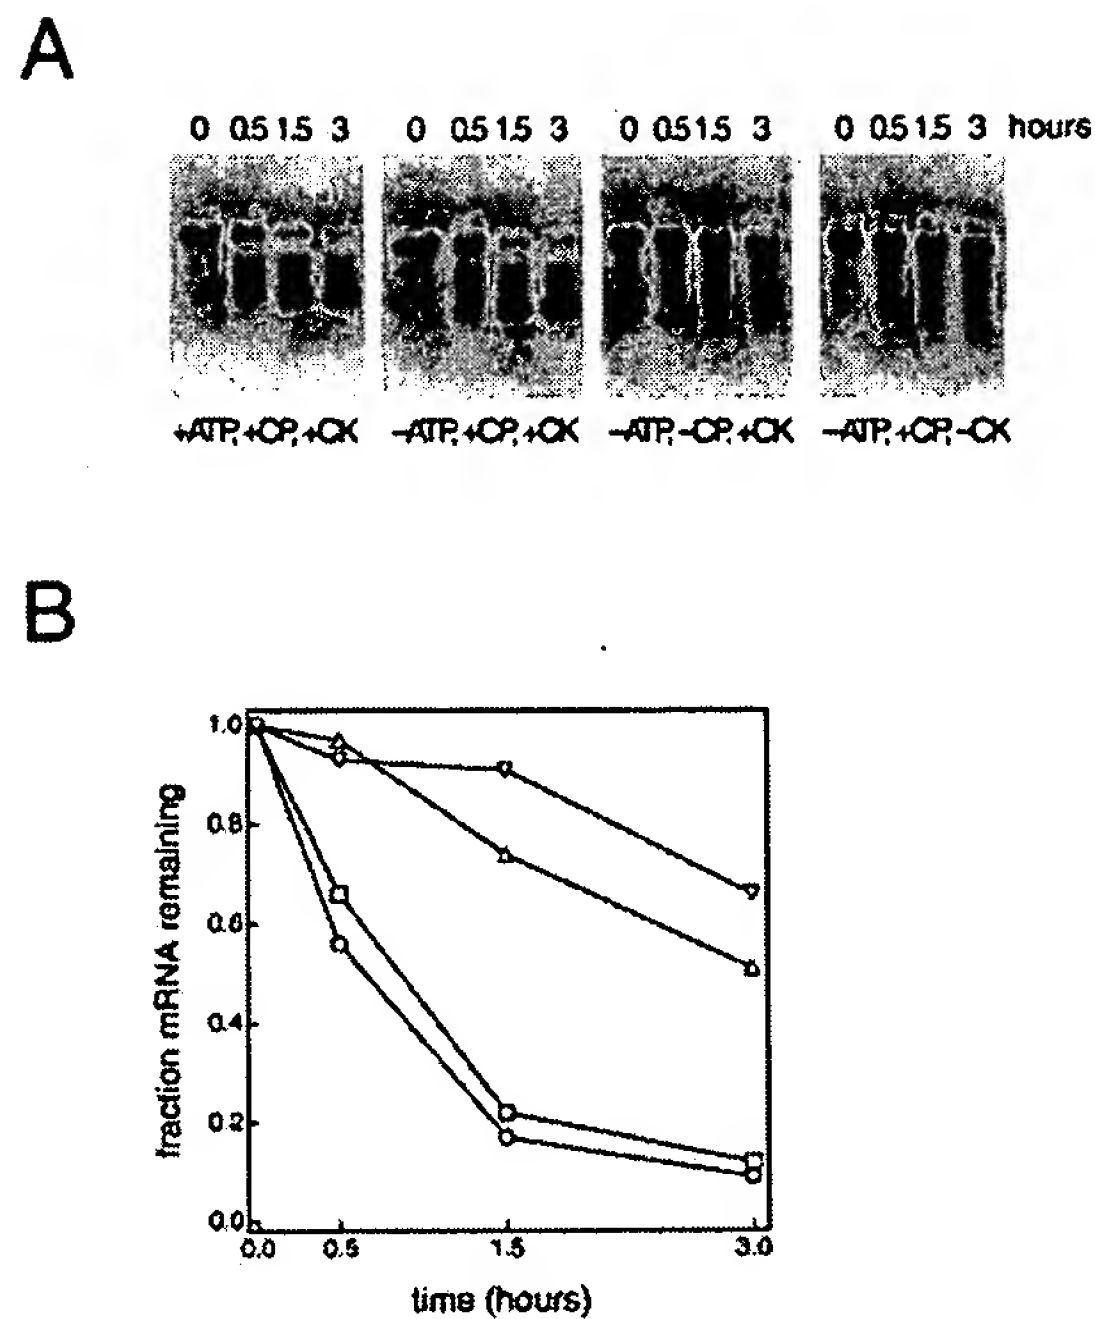 A
0 0.5 1.5 3 0 0.5 1.5 3 0 0.5 1.5 3 0 0.5 1.5 3 hours
+ATP, +CP, +CK –ATP, +CP, +CK –ATP, –CP, +CK –ATP, +CP, –CK
B
1.0
0.8
0.6
0.4
0.2
0.0
fraction mRNA remaining
0.0 0.5 1.5 3.0
time (hours)